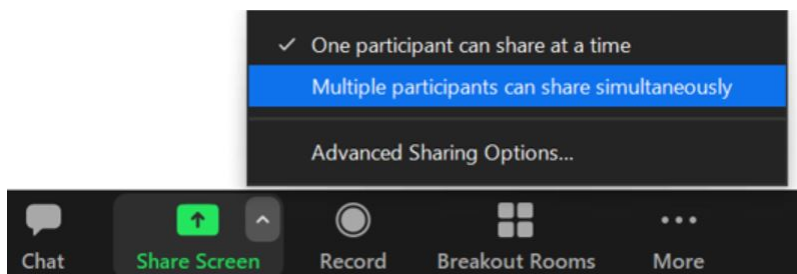 One participant can share at a time
Multiple participants can share simultaneously
Advanced Sharing Options...
Chat
Share Screen
Record
Breakout Rooms
More